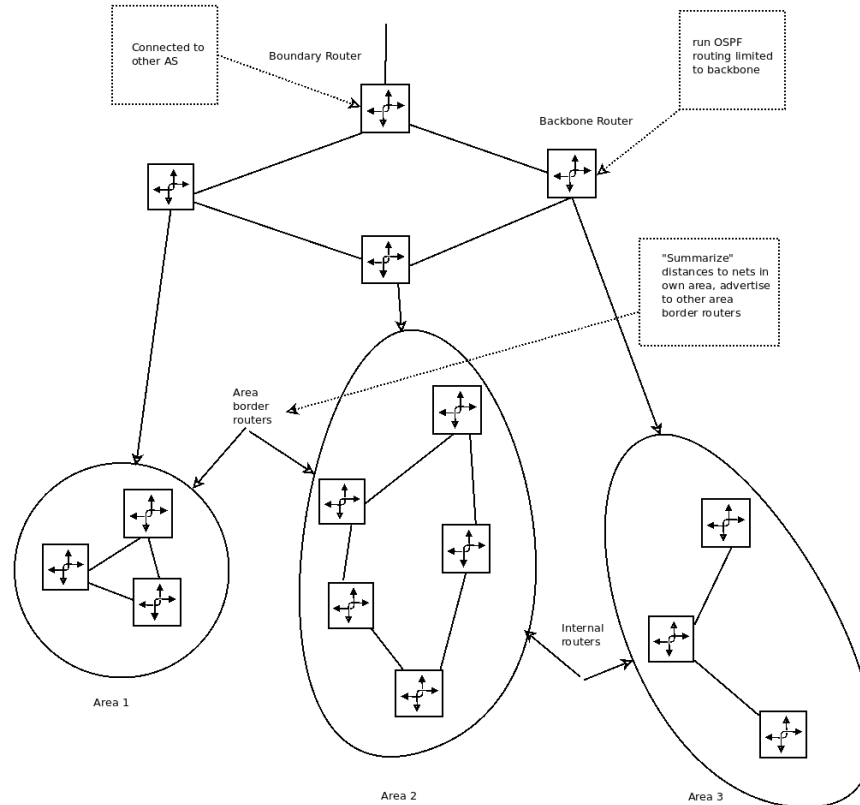 Connected to
other AS
Boundary Router
run OSPF
routing limited
to backbone
Backbone Router
"Summarize"
distances to nets in
own area, advertise
to other area
border routers
Area
border
routers
Internal
routers
Area 1
Area 2
Area 3